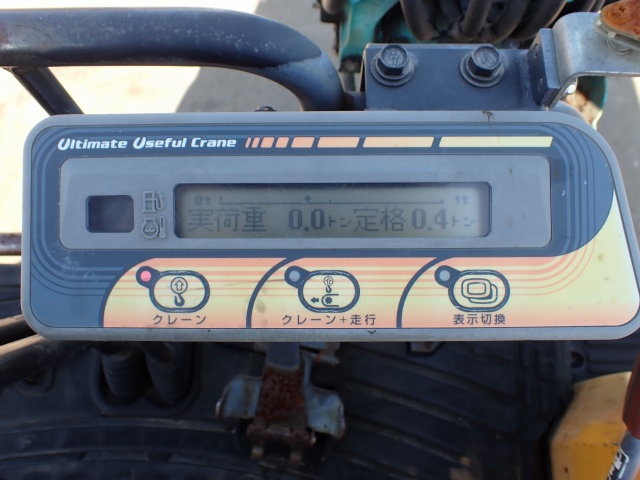 Ultimate Useful Crane
実荷重 0.0トン 定格 0.4トン
クレーン クレーン+走行 表示切換